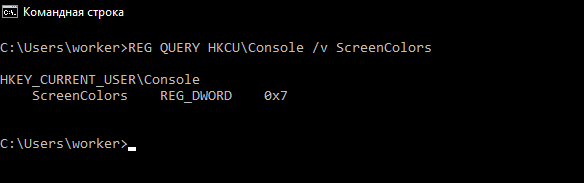 Командная строка
C:\Users\worker>REG QUERY HKCU\Console /v ScreenColors
HKEY_CURRENT_USER\Console
    ScreenColors    REG_DWORD    0x7
C:\Users\worker>